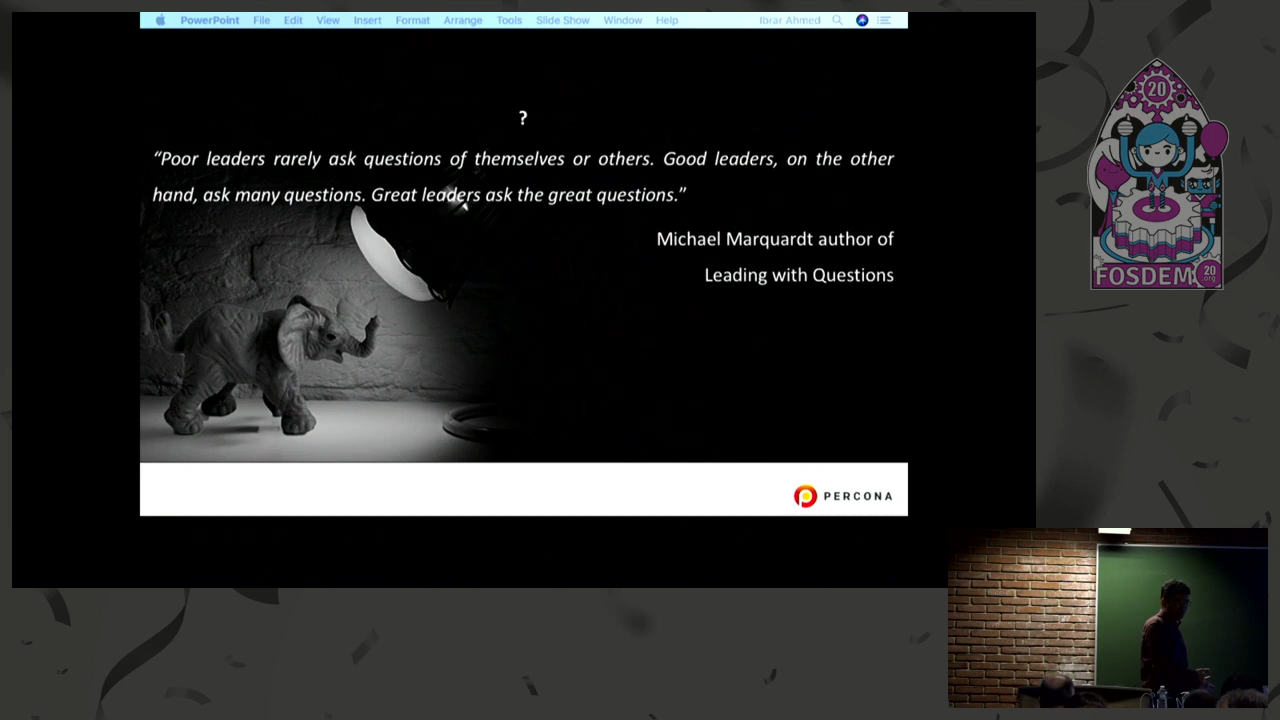 PowerPoint File Edit View Insert Format Arrange Tools Slide Show Window Help Ibrar Ahmed
?
“Poor leaders rarely ask questions of themselves or others. Good leaders, on the other
hand, ask many questions. Great leaders ask the great questions.”
Michael Marquardt author of
Leading with Questions
PERCONA
20
FOSDEM 20
.org